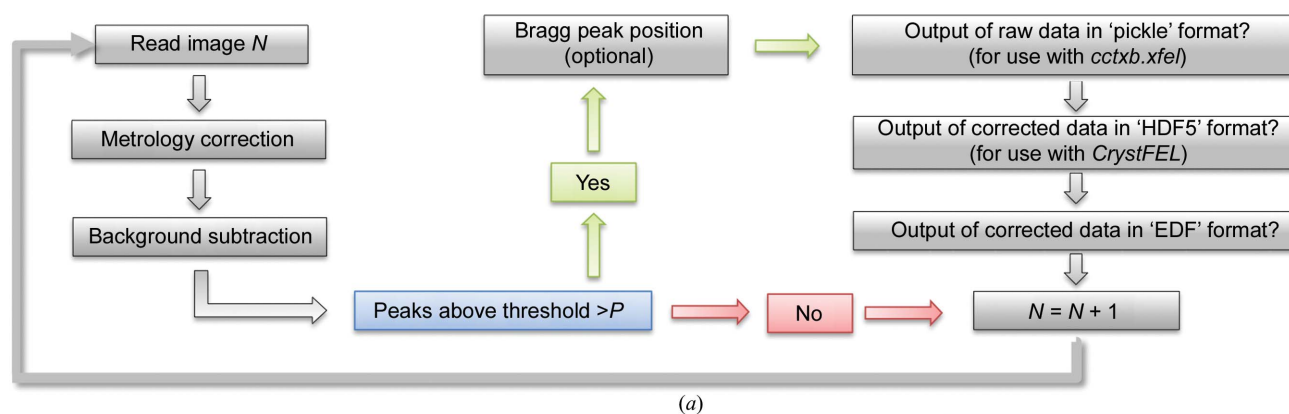 Read image N
Metrology correction
Background subtraction
Peaks above threshold >P
Yes
Bragg peak position
(optional)
Output of raw data in ‘pickle’ format?
(for use with cctxb.xfel)
Output of corrected data in ‘HDF5’ format?
(for use with CrystFEL)
Output of corrected data in ‘EDF’ format?
No
N = N + 1
(a)